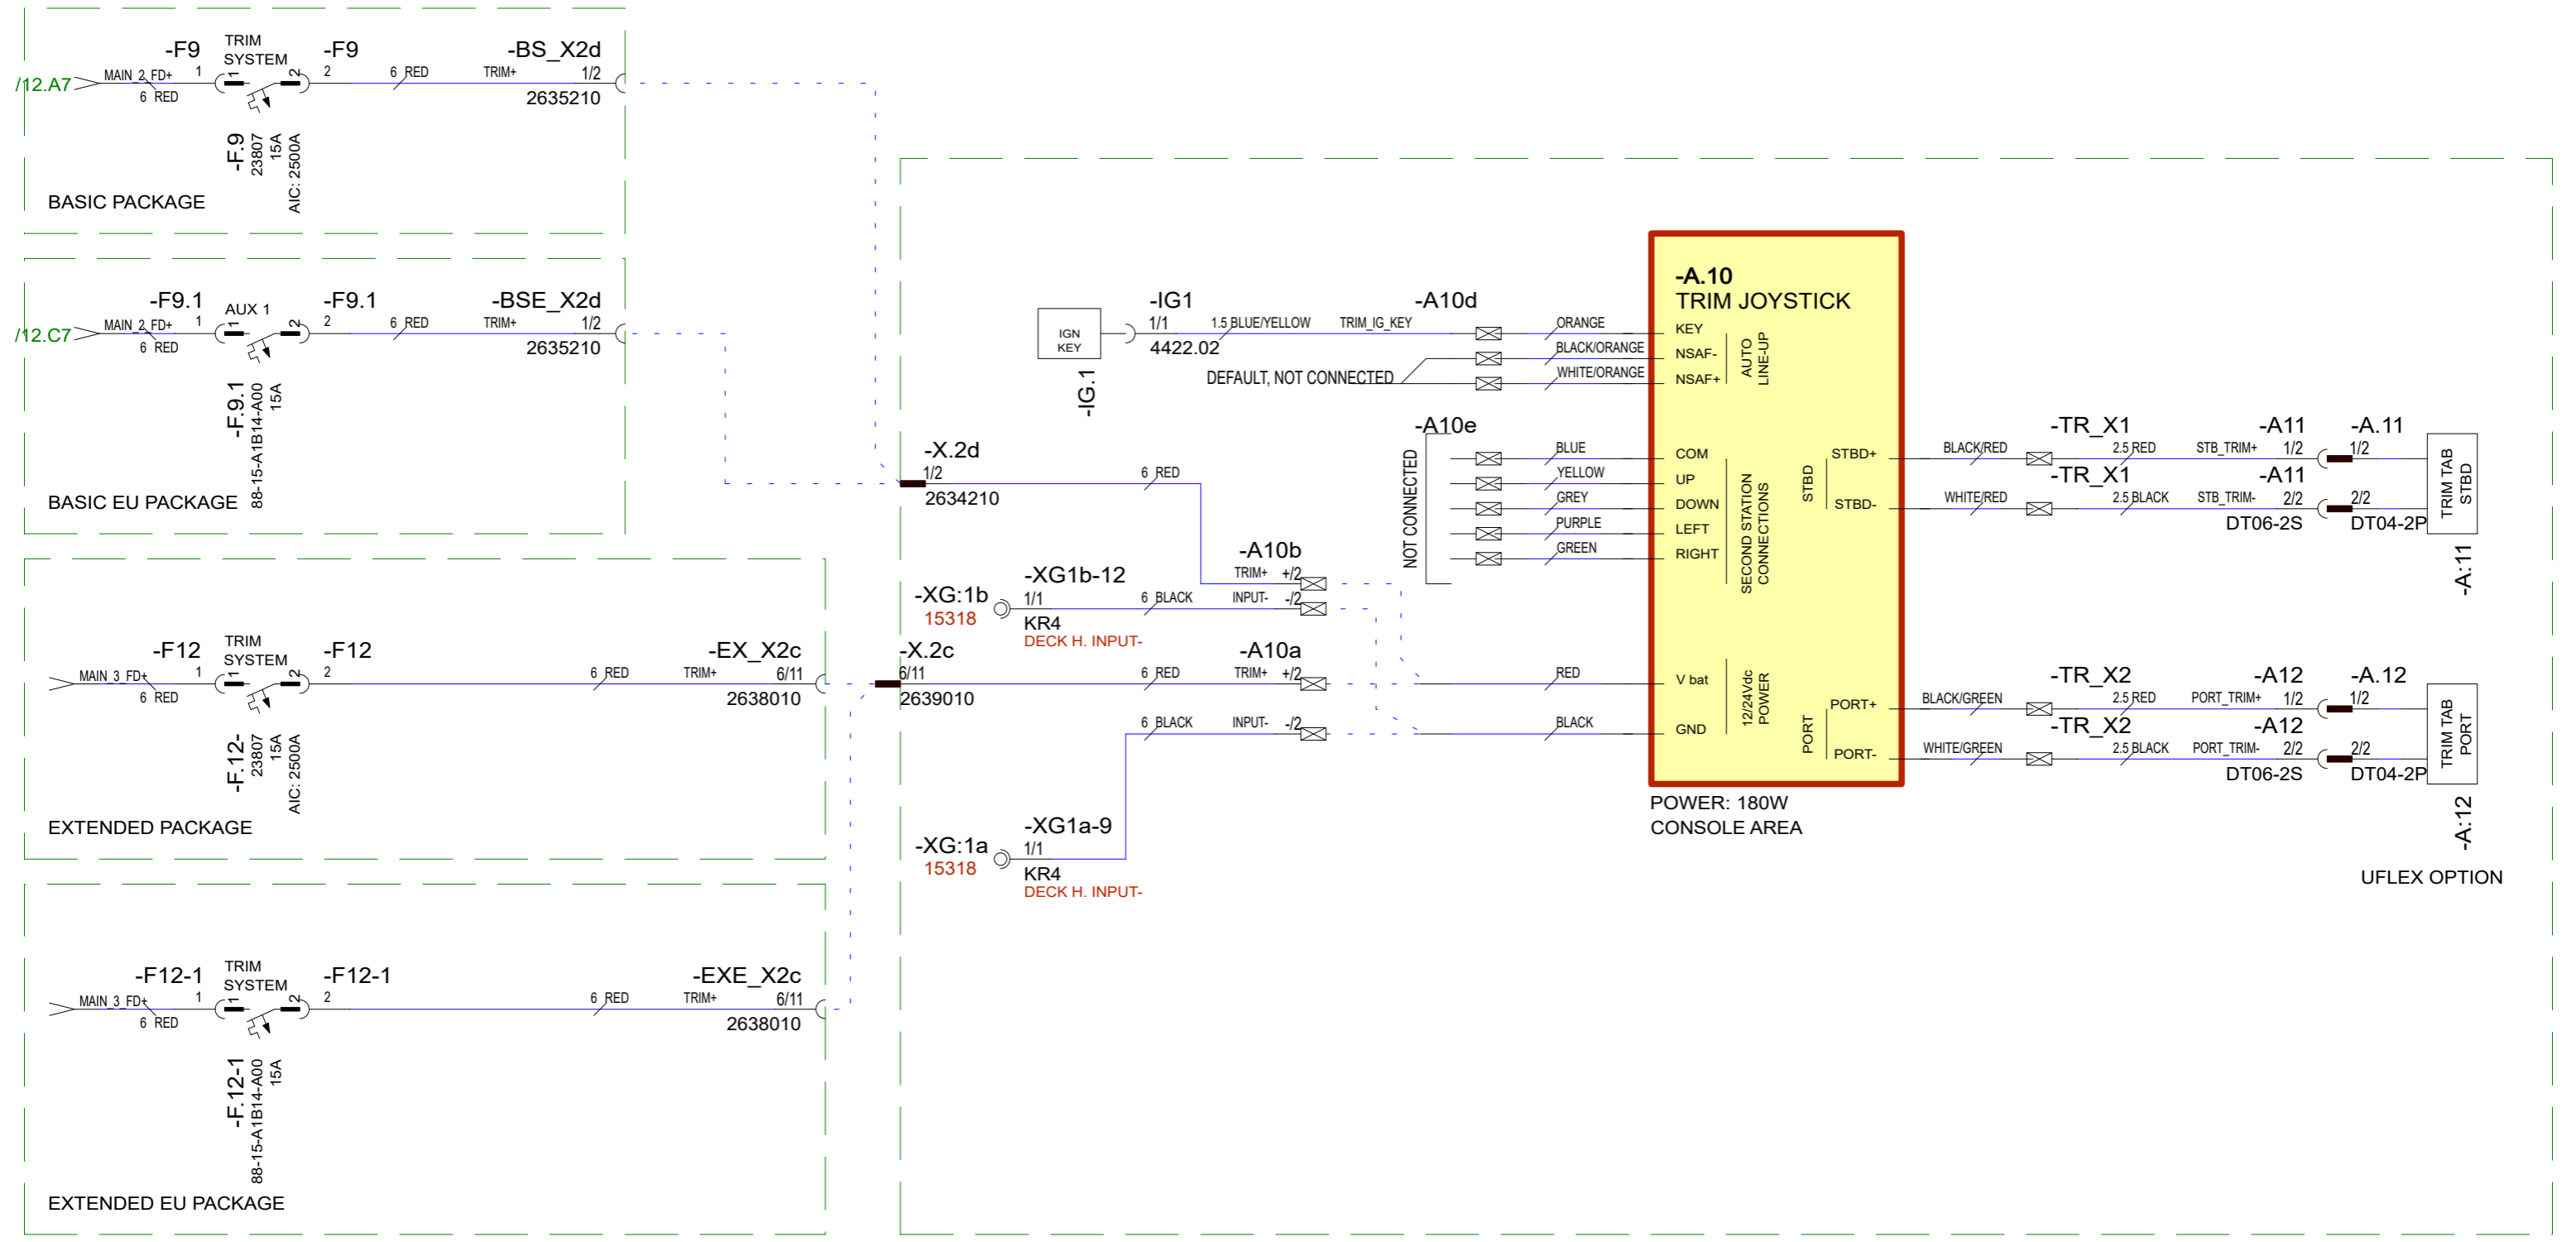 -F9
TRIM
SYSTEM
-F9
-BS_X2d
/12.A7
MAIN_2_FD+
1
1
2
2
6 RED
TRIM+
1/2
6 RED
2635210
-F.9
23807
15A
AIC: 2500A
BASIC PACKAGE
-F9.1
AUX 1
-F9.1
-BSE_X2d
/12.C7
MAIN_2_FD+
1
1
2
2
6 RED
TRIM+
1/2
6 RED
2635210
-F.9.1
88-15-A1B14-A00
15A
BASIC EU PACKAGE
-F12
TRIM
SYSTEM
-F12
-EX_X2c
MAIN_3_FD+
1
1
2
2
6 RED
TRIM+
6/11
6 RED
2638010
-F.12-
23807
15A
AIC: 2500A
EXTENDED PACKAGE
-F12-1
TRIM
SYSTEM
-F12-1
-EXE_X2c
MAIN_3_FD+
1
1
2
2
6 RED
TRIM+
6/11
6 RED
2638010
-F.12-1
88-15-A1B14-A00
15A
EXTENDED EU PACKAGE
IGN
KEY
-IG.1
-IG1
1/1
4422.02
1.5 BLUE/YELLOW
TRIM_IG_KEY
-A10d
ORANGE
BLACK/ORANGE
WHITE/ORANGE
DEFAULT, NOT CONNECTED
-A10e
NOT CONNECTED
BLUE
YELLOW
GREY
PURPLE
GREEN
-X.2d
1/2
2634210
6 RED
-A10b
TRIM+
+/2
-XG:1b
15318
-XG1b-12
1/1
KR4
DECK H. INPUT-
6 BLACK
INPUT-
-/2
-X.2c
6/11
2639010
6 RED
-A10a
TRIM+
+/2
RED
6 BLACK
INPUT-
-/2
BLACK
-XG:1a
15318
-XG1a-9
1/1
KR4
DECK H. INPUT-
-A.10
TRIM JOYSTICK
KEY
NSAF-
NSAF+
AUTO
LINE-UP
COM
UP
DOWN
LEFT
RIGHT
SECOND STATION
CONNECTIONS
V bat
GND
12/24Vdc
POWER
STBD+
STBD-
STBD
PORT+
PORT-
PORT
POWER: 180W
CONSOLE AREA
BLACK/RED
-TR_X1
2.5 RED
STB_TRIM+
-A11
1/2
-A.11
1/2
WHITE/RED
-TR_X1
2.5 BLACK
STB_TRIM-
-A11
2/2
2/2
DT06-2S
DT04-2P
TRIM TAB
STBD
-A:11
BLACK/GREEN
-TR_X2
2.5 RED
PORT_TRIM+
-A12
1/2
-A.12
1/2
WHITE/GREEN
-TR_X2
2.5 BLACK
PORT_TRIM-
-A12
2/2
2/2
DT06-2S
DT04-2P
TRIM TAB
PORT
-A:12
UFLEX OPTION